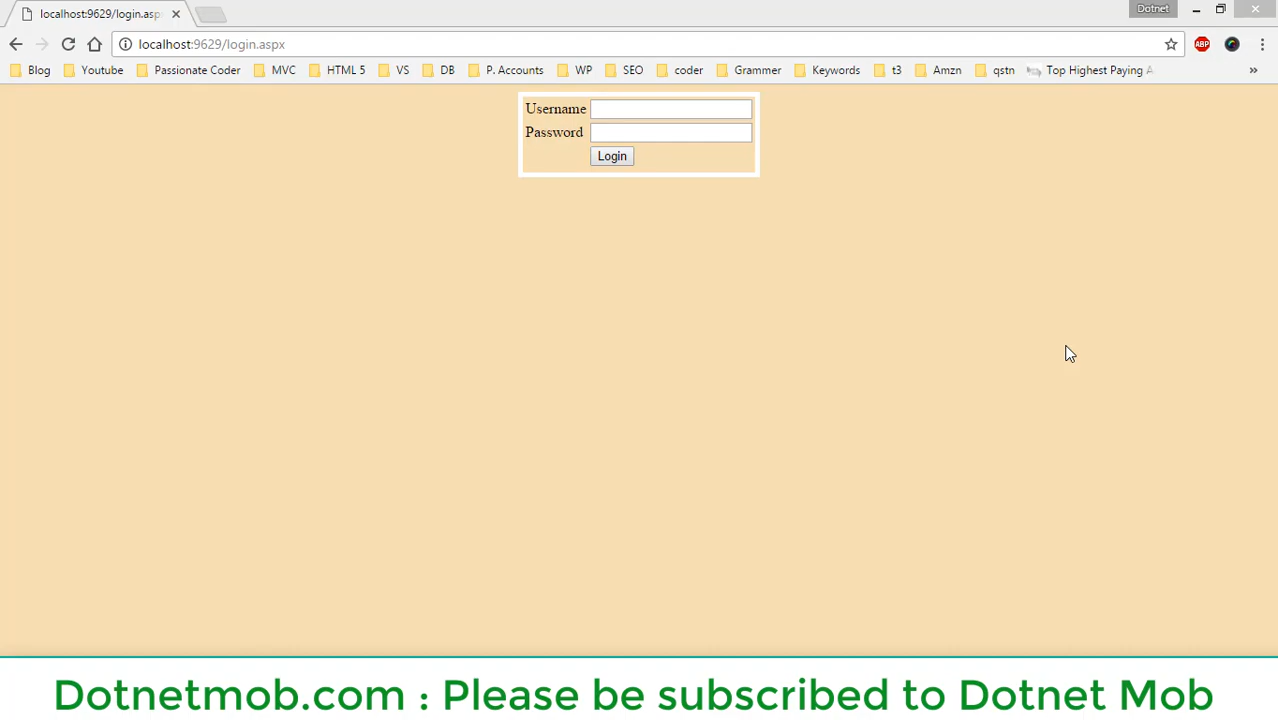 localhost:9629/login.asp
Dotnet
localhost:9629/login.aspx
ABP
Blog Youtube Passionate Coder MVC HTML 5 VS DB P. Accounts WP SEO coder Grammer Keywords t3 Amzn qstn Top Highest Paying A »
Username
Password
Login
Dotnetmob.com : Please be subscribed to Dotnet Mob